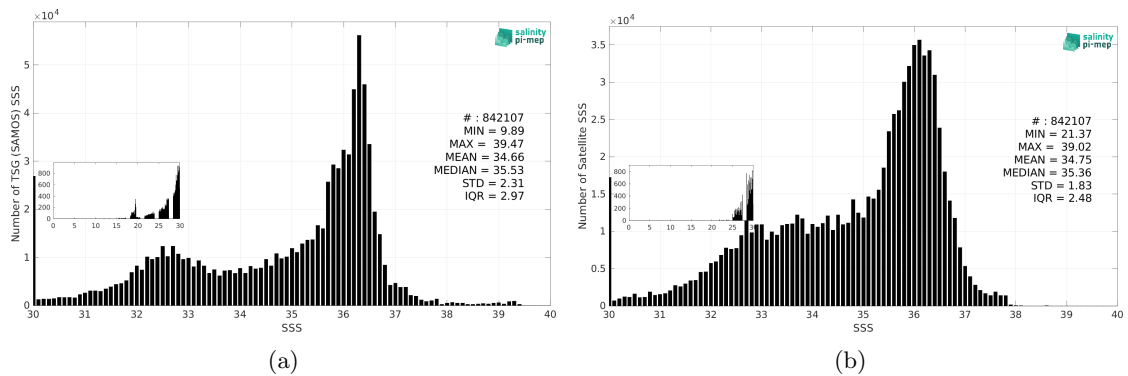 ×10⁴
salinity
pi-mep
# : 842107
MIN = 9.89
MAX = 39.47
MEAN = 34.66
MEDIAN = 35.53
STD = 2.31
IQR = 2.97
Number of TSG (SAMOS) SSS
5
4
3
2
1
0
800
600
400
200
0
0 5 10 15 20 25 30
30 31 32 33 34 35 36 37 38 39 40
SSS
(a)
×10⁴
salinity
pi-mep
# : 842107
MIN = 21.37
MAX = 39.02
MEAN = 34.75
MEDIAN = 35.36
STD = 1.83
IQR = 2.48
Number of Satellite SSS
3.5
3
2.5
2
1.5
1
0.5
0
800
600
400
200
0
0 5 10 15 20 25 30
30 31 32 33 34 35 36 37 38 39 40
SSS
(b)